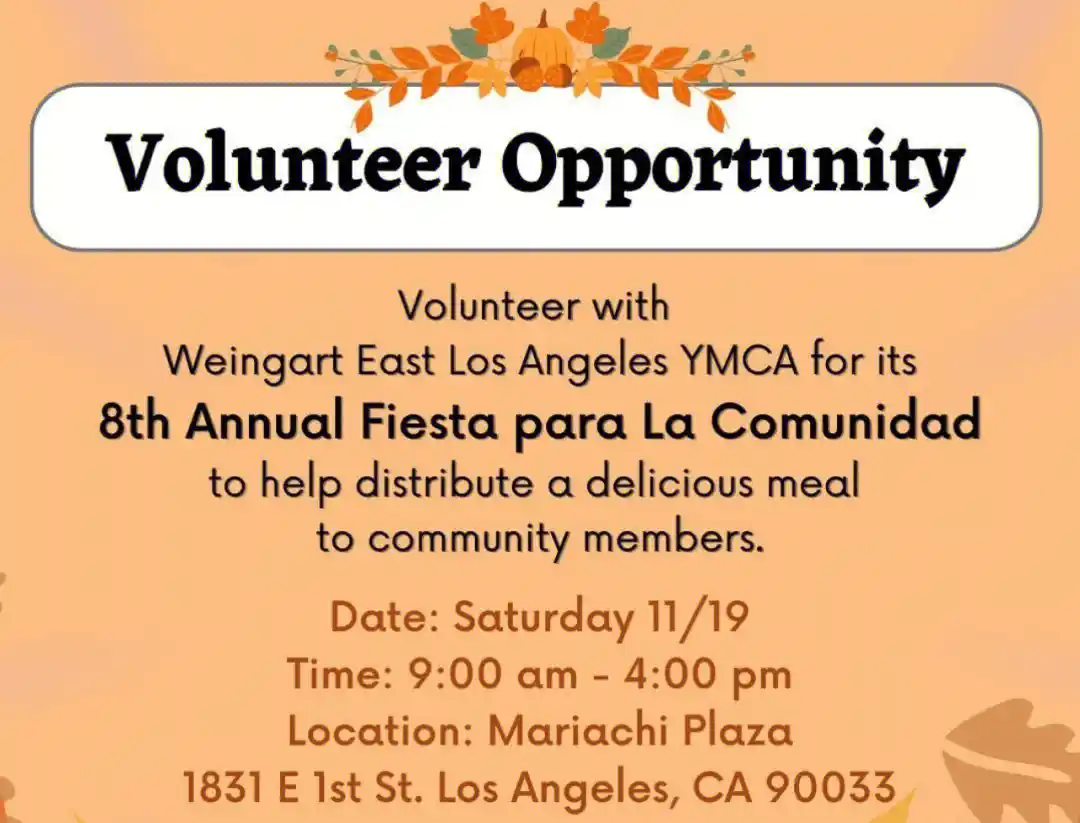 Volunteer Opportunity
Volunteer with
Weingart East Los Angeles YMCA for its
8th Annual Fiesta para La Comunidad
to help distribute a delicious meal
to community members.
Date: Saturday 11/19
Time: 9:00 am - 4:00 pm
Location: Mariachi Plaza
1831 E 1st St. Los Angeles, CA 90033